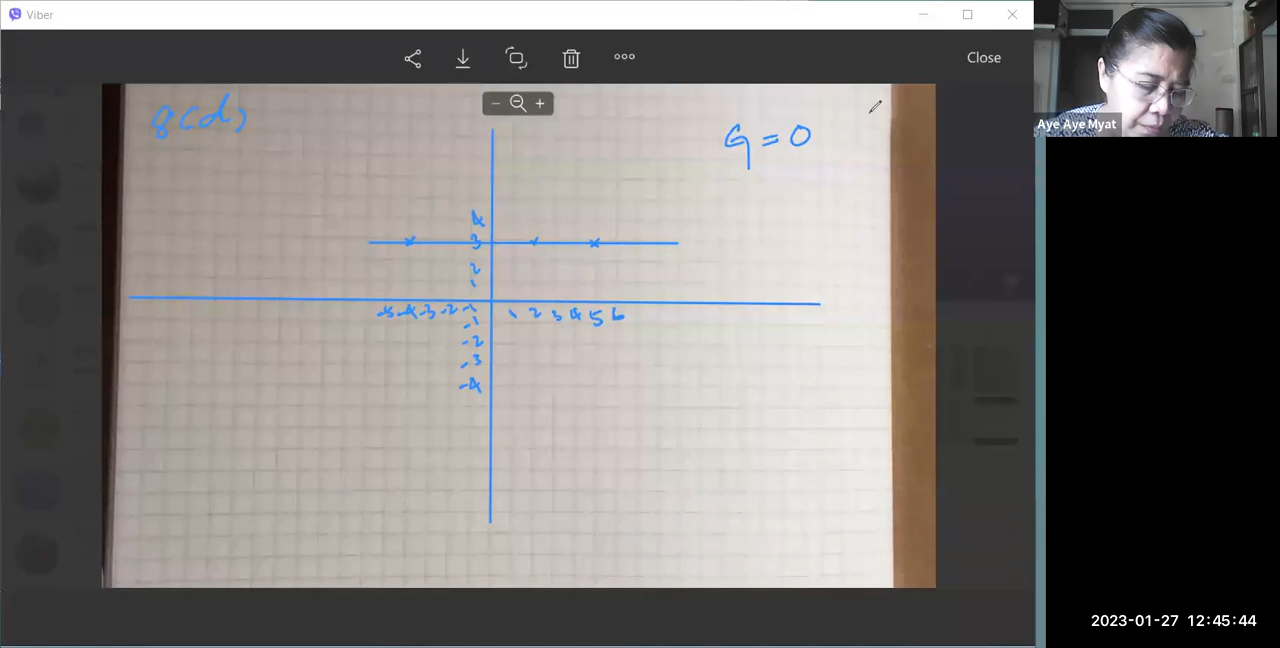 Viber
Close
8(d)
G = 0
4
3
2
1
-5 -4 -3 -2 -1 1 2 3 4 5 6
-1
-2
-3
-4
Aye Aye Myat
2023-01-27 12:45:44